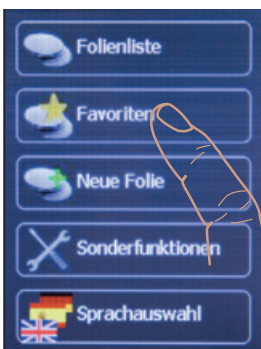 Folienliste
Favoriten
Neue Folie
Sonderfunktionen
Sprachauswahl